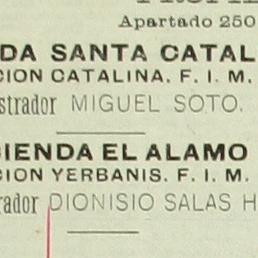 Apartado 250
DA SANTA CATAL
CION CATALINA. F. I. M.
strador MIGUEL SOTO.
CIENDA EL ALAMO
CION YERBANIS. F. I. M.
rador DIONISIO SALAS H